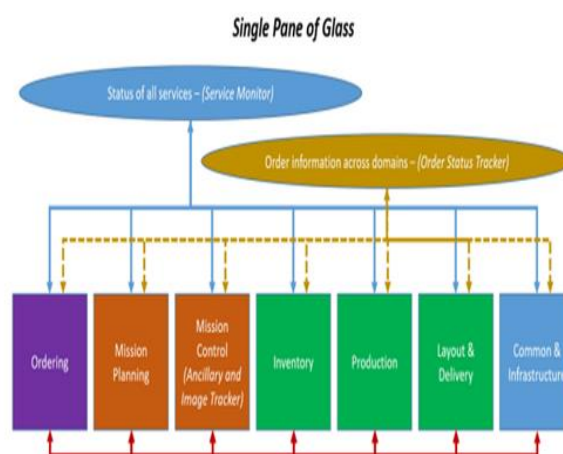 Single Pane of Glass
Status of all services – (Service Monitor)
Order information across domains – (Order Status Tracker)
Ordering
Mission
Planning
Mission
Control
(Ancillary and
Image Tracker)
Inventory
Production
Layout &
Delivery
Common &
Infrastructure